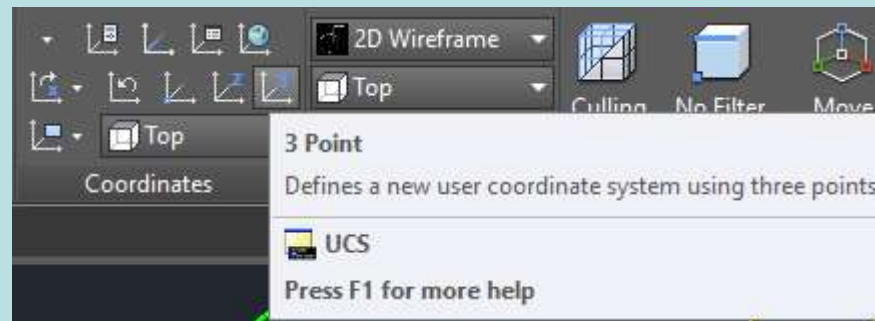 2D Wireframe
Top
Culling No Filter Move
Top
Coordinates
3 Point
Defines a new user coordinate system using three points
UCS
Press F1 for more help